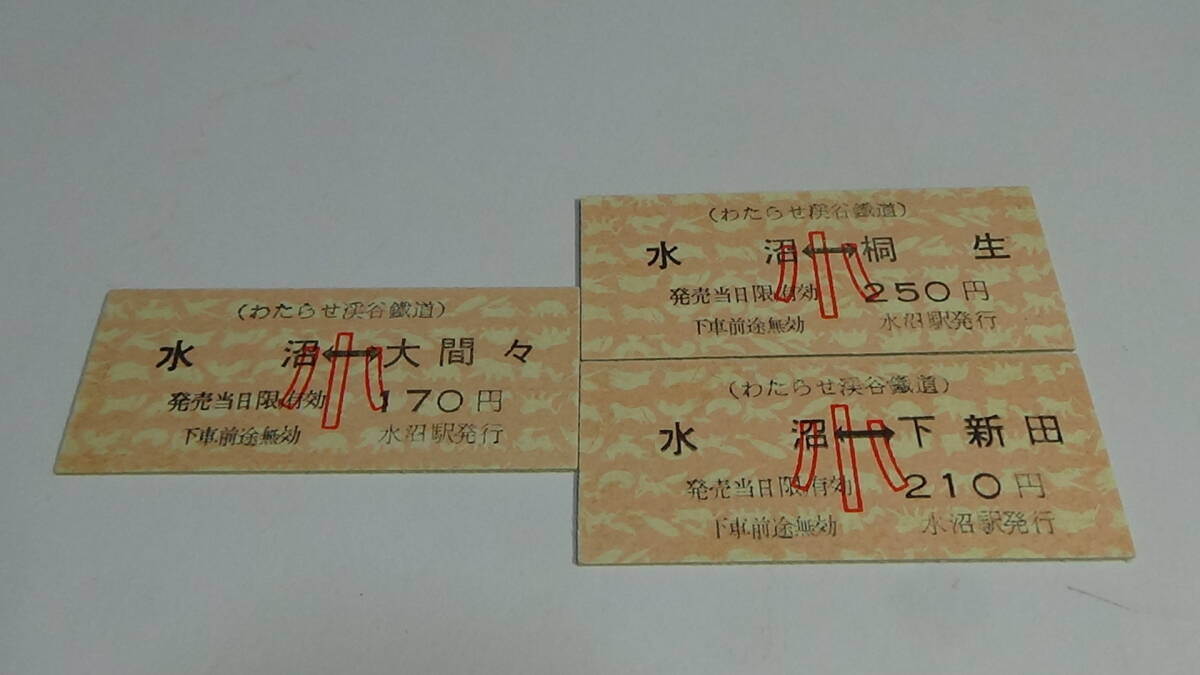 (わたらせ渓谷鐵道)
水沼↔大間々
小
発売当日限有効 170円
下車前途無効 水沼駅発行
(わたらせ渓谷鐵道)
水沼↔桐生
小
発売当日限有効 250円
下車前途無効 水沼駅発行
(わたらせ渓谷鐵道)
水沼↔下新田
小
発売当日限有効 210円
下車前途無効 水沼駅発行